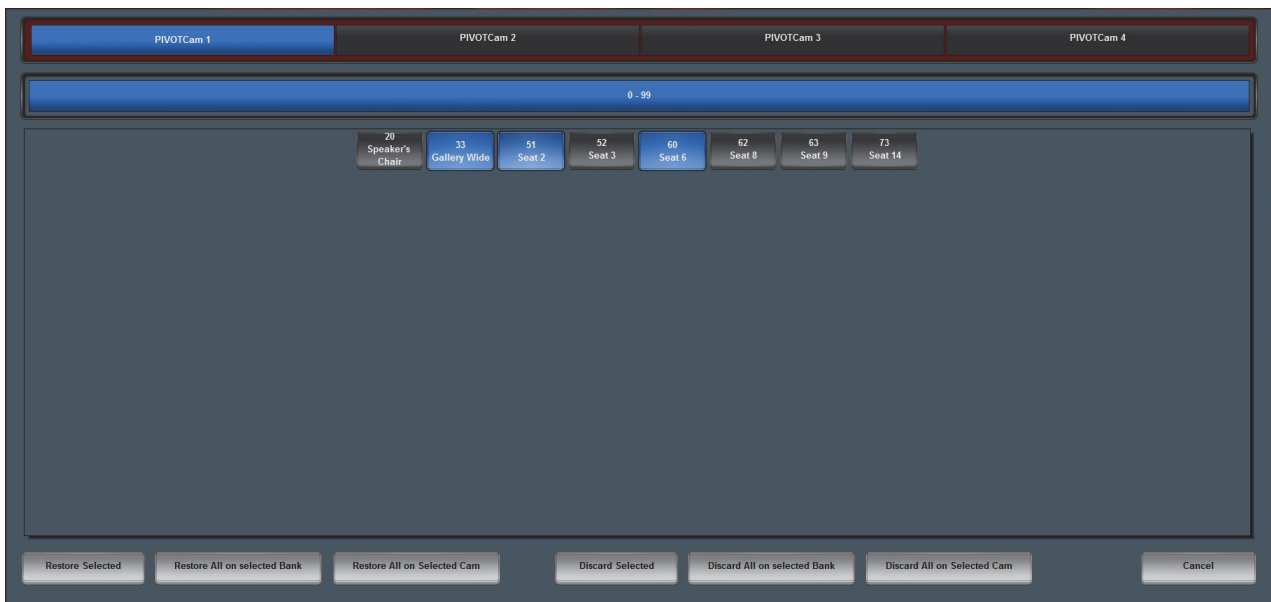 PIVOTCam 1
PIVOTCam 2
PIVOTCam 3
PIVOTCam 4
0 - 99
20
Speaker's
Chair
33
Gallery Wide
51
Seat 2
52
Seat 3
60
Seat 6
62
Seat 8
63
Seat 9
73
Seat 14
Restore Selected
Restore All on selected Bank
Restore All on Selected Cam
Discard Selected
Discard All on selected Bank
Discard All on Selected Cam
Cancel